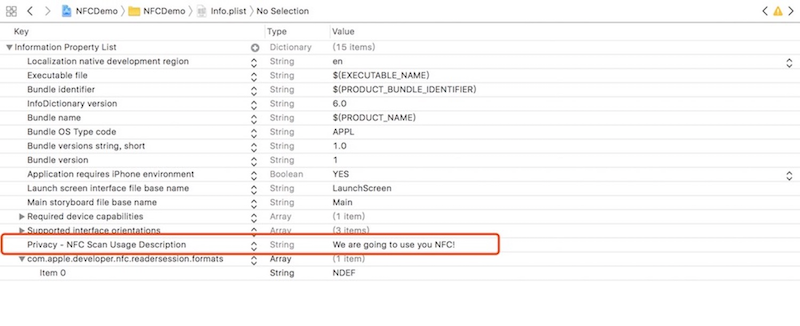 NFCDemo NFCDemo Info.plist No Selection
Key Type Value
Information Property List Dictionary (15 items)
Localization native development region String en
Executable file String $(EXECUTABLE_NAME)
Bundle identifier String $(PRODUCT_BUNDLE_IDENTIFIER)
InfoDictionary version String 6.0
Bundle name String $(PRODUCT_NAME)
Bundle OS Type code String APPL
Bundle versions string, short String 1.0
Bundle version String 1
Application requires iPhone environment Boolean YES
Launch screen interface file base name String LaunchScreen
Main storyboard file base name String Main
Required device capabilities Array (1 item)
Supported interface orientations Array (3 items)
Privacy - NFC Scan Usage Description String We are going to use you NFC!
com.apple.developer.nfc.readersession.formats Array (1 item)
Item 0 String NDEF